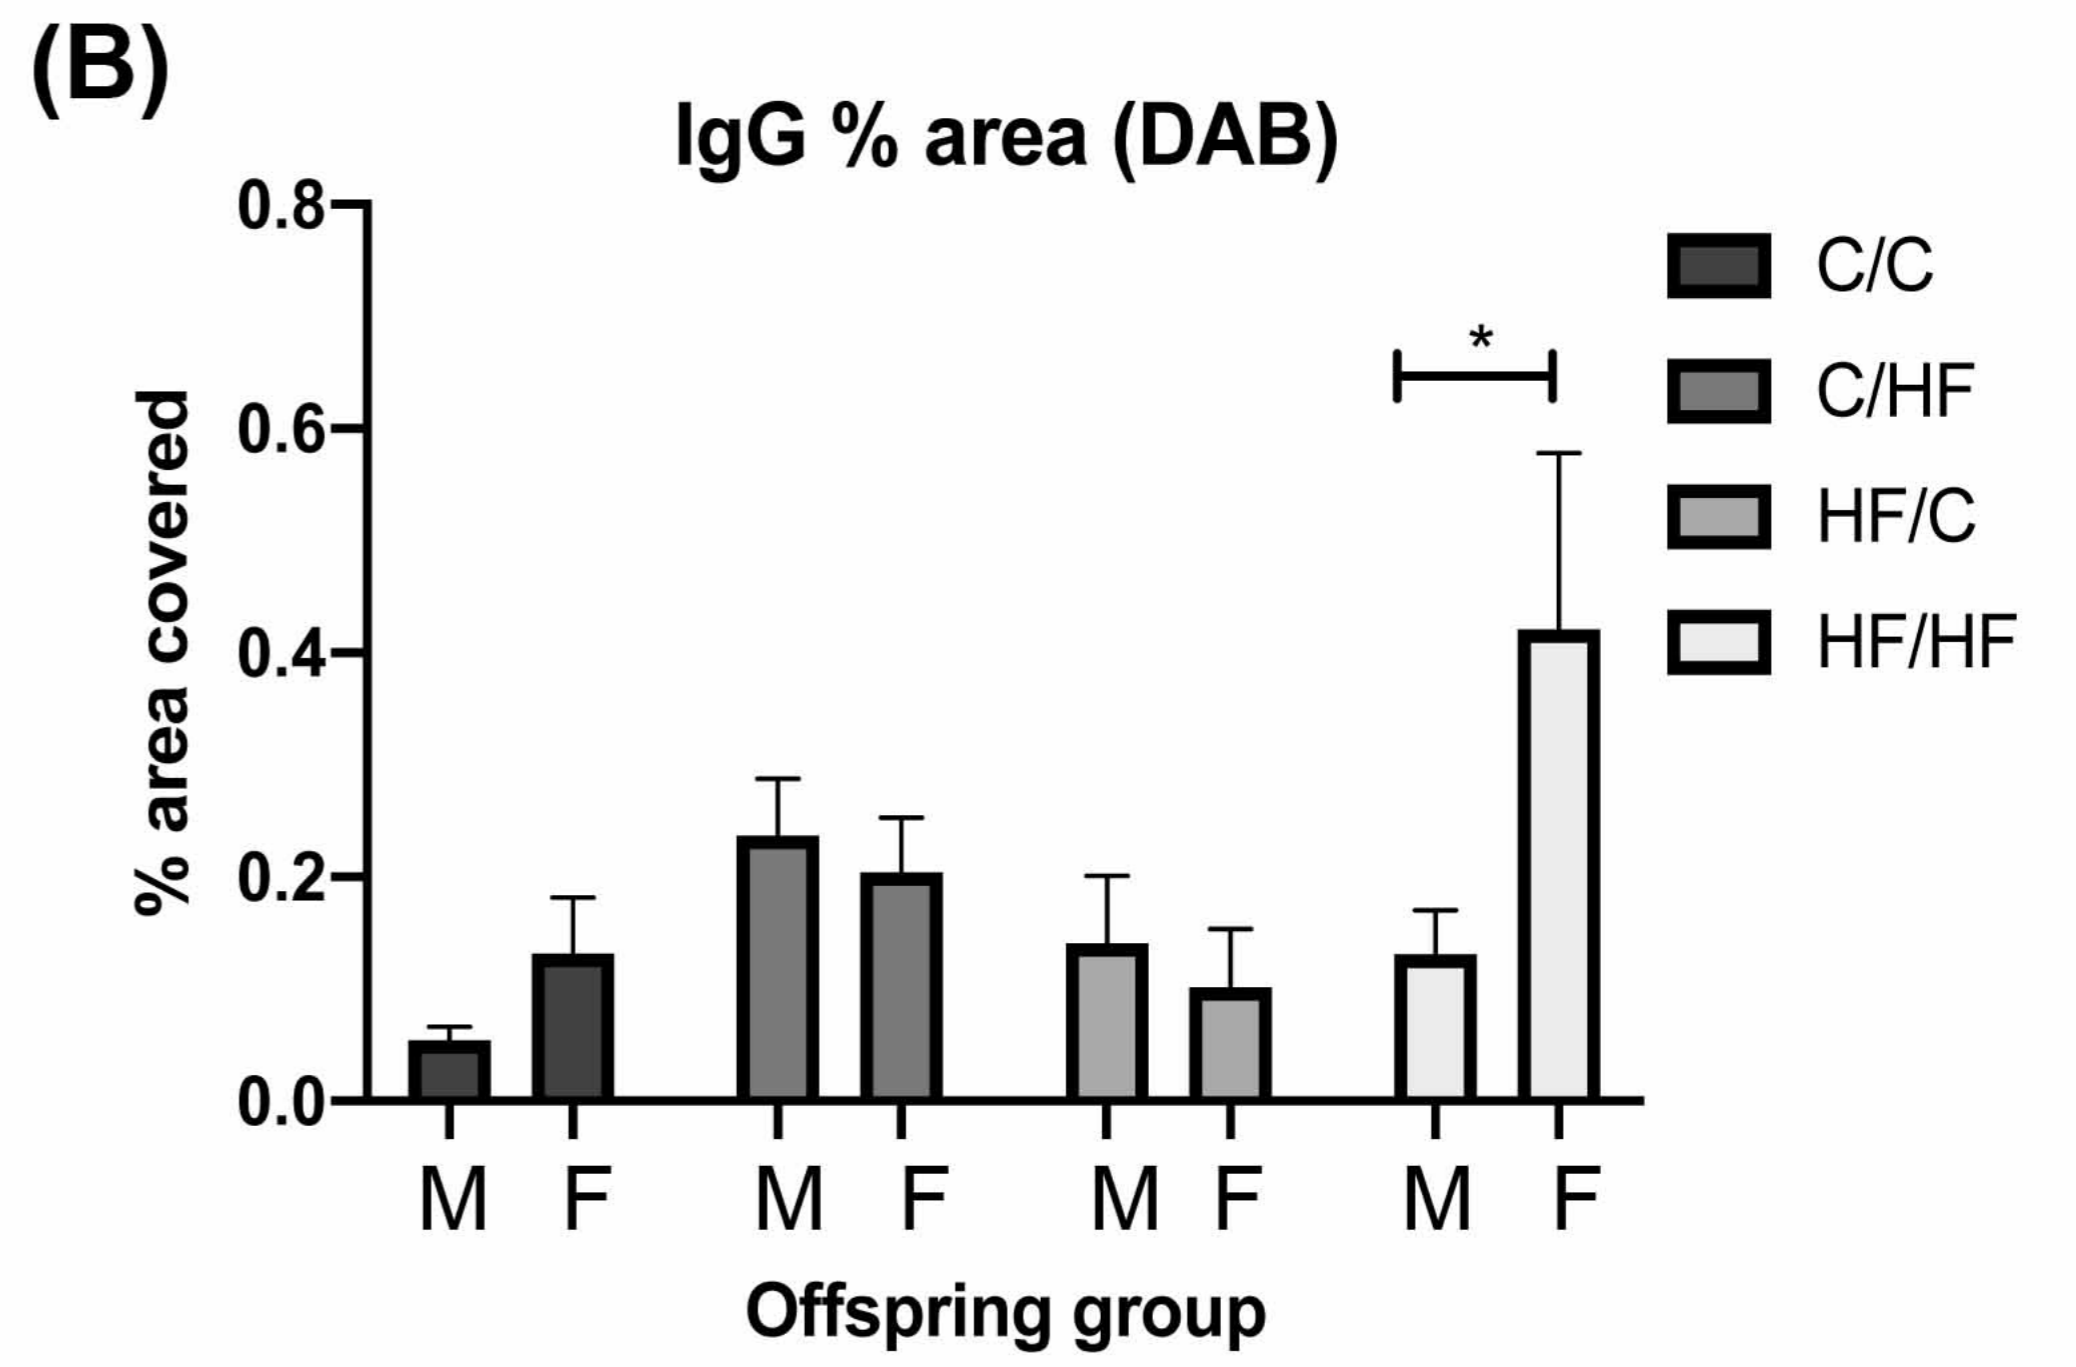 (B)
IgG % area (DAB)
% area covered
0.8
0.6
0.4
0.2
0.0
*
C/C
C/HF
HF/C
HF/HF
M F M F M F M F
Offspring group